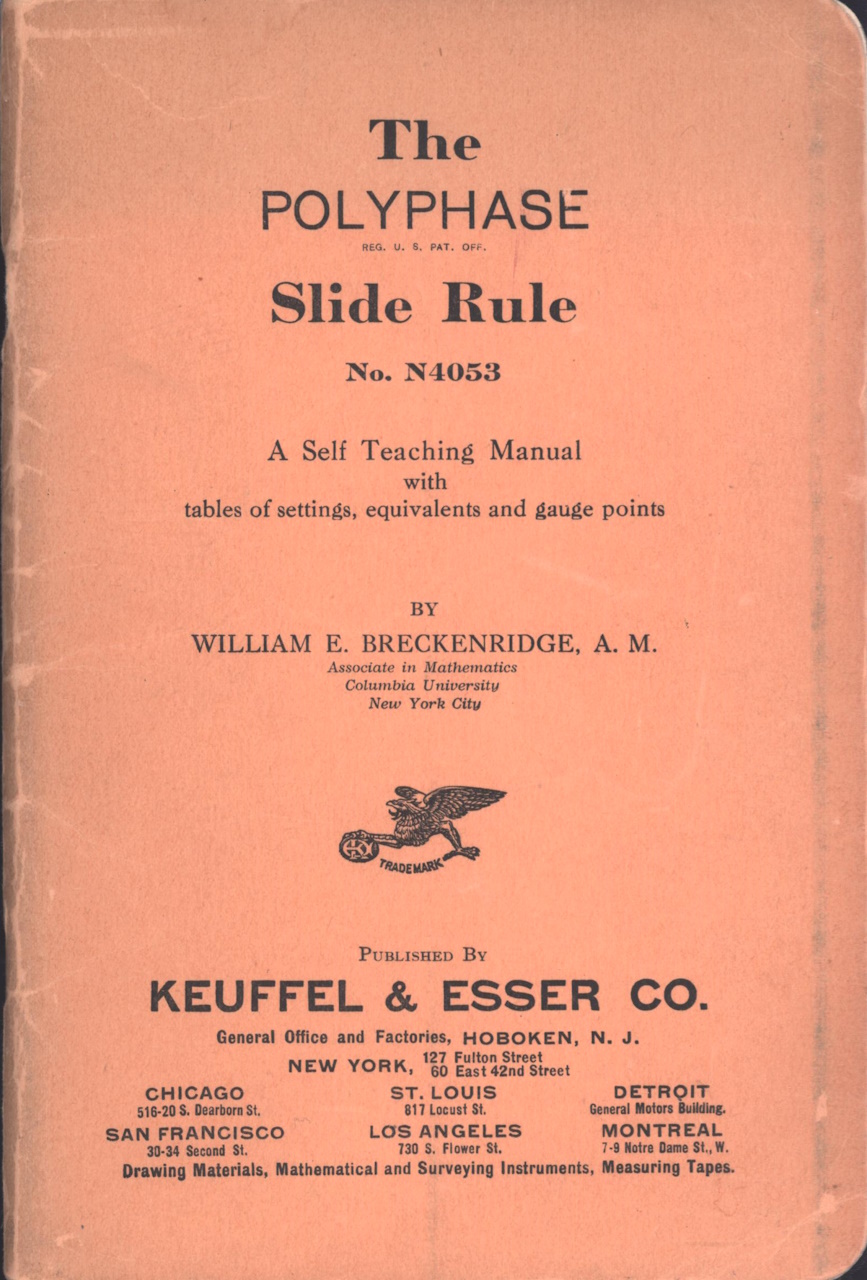 The
POLYPHASE
REG. U. S. PAT. OFF.
Slide Rule
No. N4053
A Self Teaching Manual
with
tables of settings, equivalents and gauge points
BY
WILLIAM E. BRECKENRIDGE, A. M.
Associate in Mathematics
Columbia University
New York City
TRADEMARK
PUBLISHED BY
KEUFFEL & ESSER CO.
General Office and Factories, HOBOKEN, N. J.
NEW YORK, 127 Fulton Street
60 East 42nd Street
CHICAGO ST. LOUIS DETROIT
516-20 S. Dearborn St. 817 Locust St. General Motors Building.
SAN FRANCISCO LOS ANGELES MONTREAL
30-34 Second St. 730 S. Flower St. 7-9 Notre Dame St., W.
Drawing Materials, Mathematical and Surveying Instruments, Measuring Tapes.